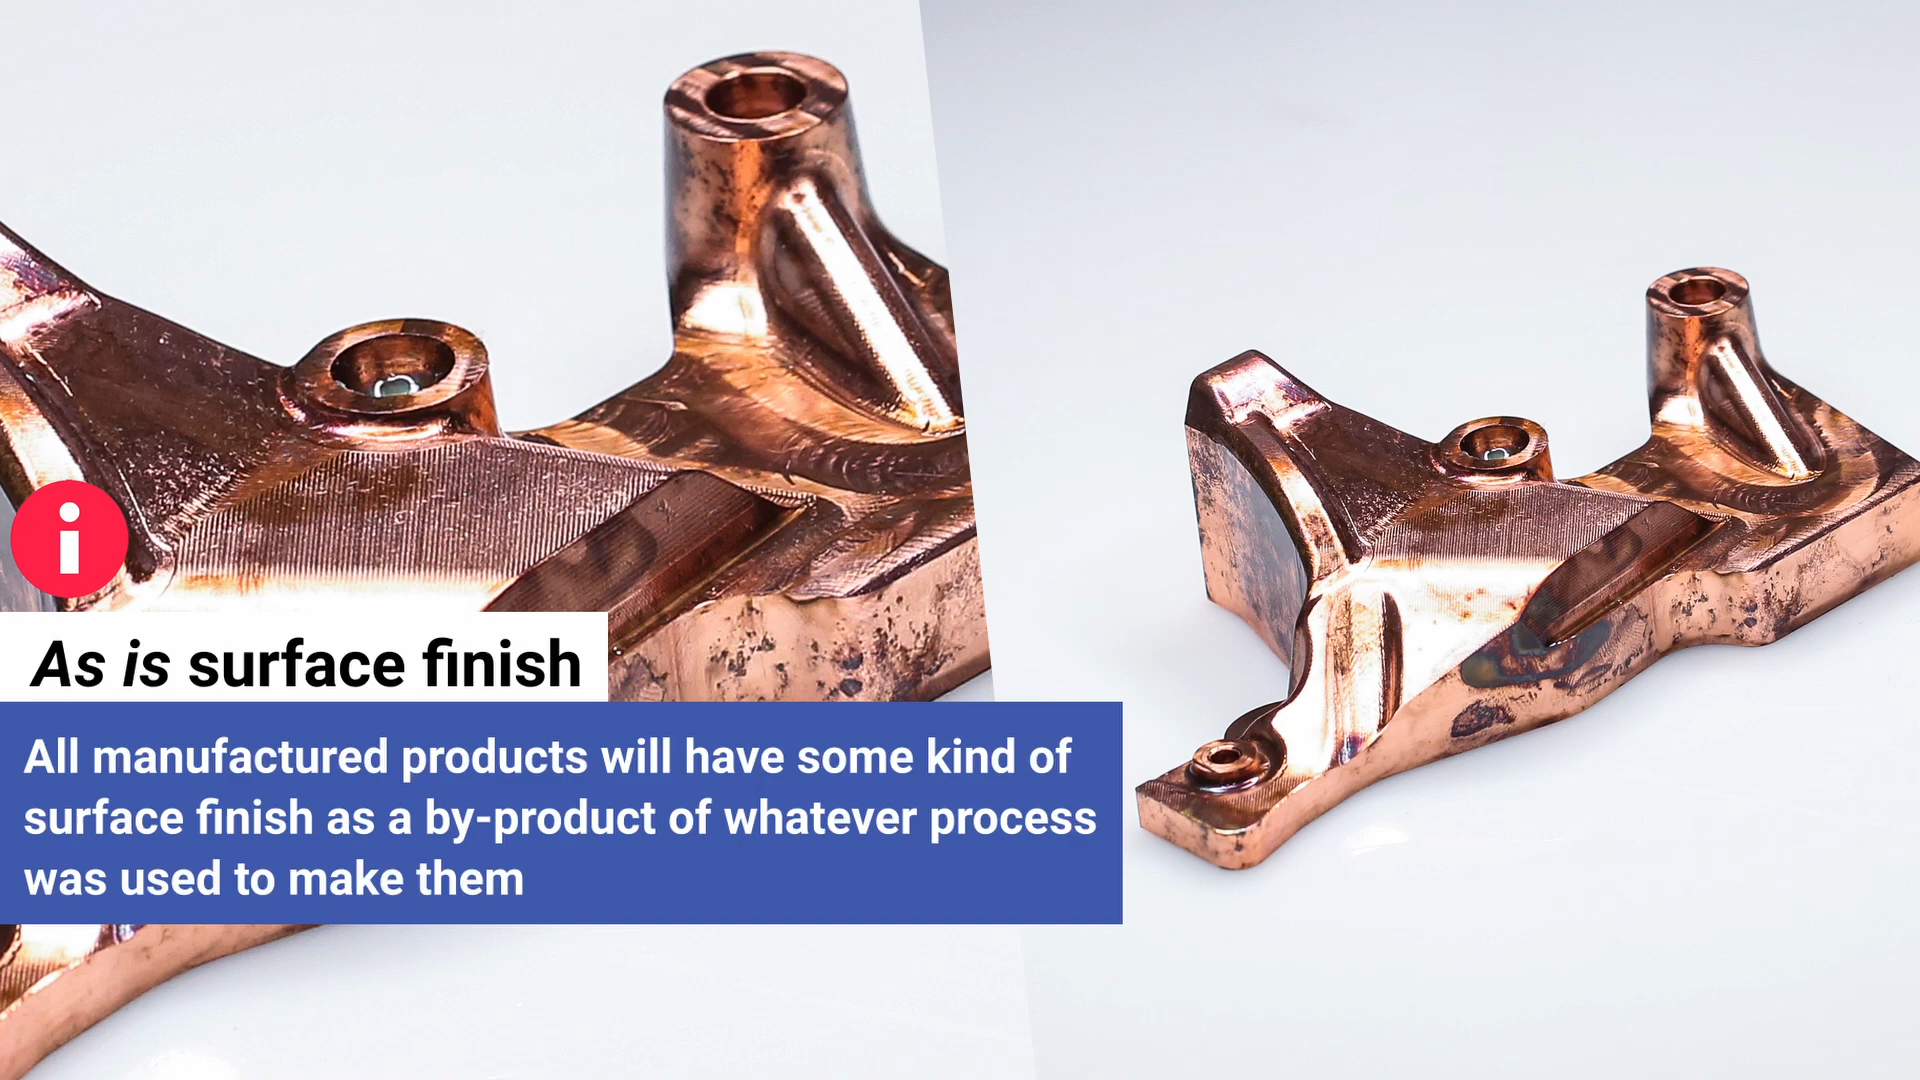 As is surface finish
All manufactured products will have some kind of
surface finish as a by-product of whatever process
was used to make them